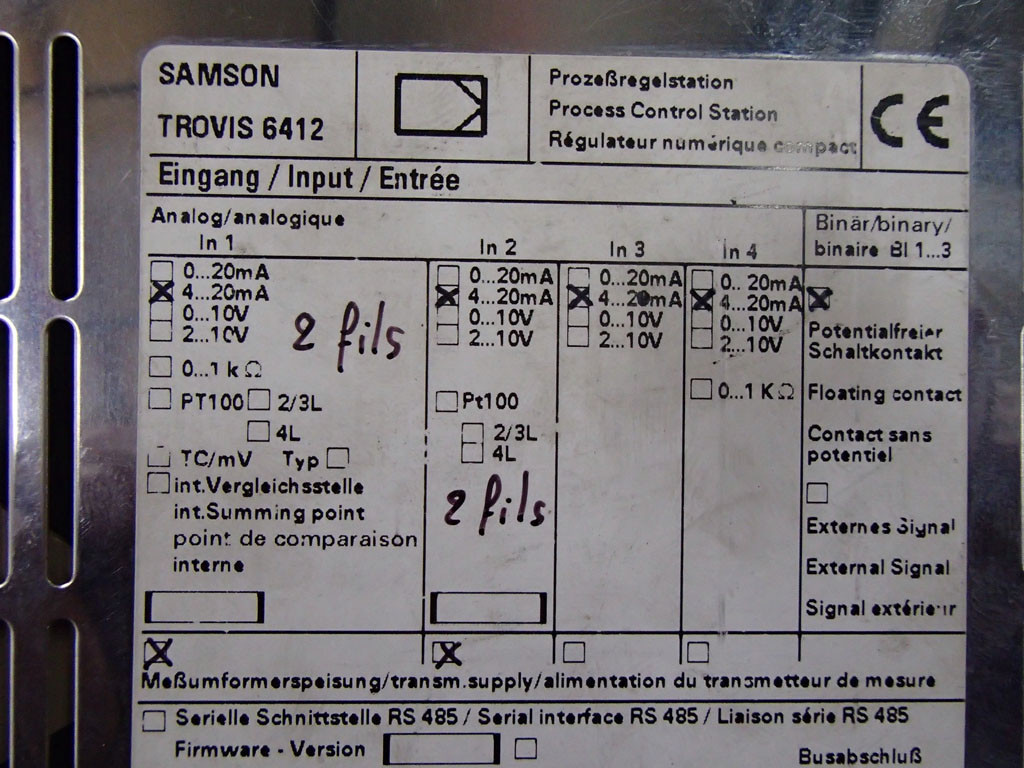 SAMSON
TROVIS 6412
Prozeßregelstation
Process Control Station
Régulateur numérique compact
CE
Eingang / Input / Entrée
Analog/analogique
In 1
In 2
In 3
In 4
Binär/binary/
binaire BI 1...3
0...20mA
4...20mA
0...10V
2...10V
0...1 k Ω
PT100 2/3L
4L
TC/mV Typ
int.Vergleichsstelle
int.Summing point
point de comparaison
interne
2 fils
0...20mA
4...20mA
0...10V
2...10V
Pt100
2/3L
4L
2 fils
0...20mA
4...20mA
0...10V
2...10V
0...20mA
4...20mA
0...10V
2...10V
0...1 K Ω
Potentialfreier
Schaltkontakt
Floating contact
Contact sans
potentiel
Externes Signal
External Signal
Signal extérieur
Meßumformerspeisung/transm.supply/alimentation du transmetteur de mesure
Serielle Schnittstelle RS 485 / Serial interface RS 485 / Liaison série RS 485
Firmware - Version
Busabschluß